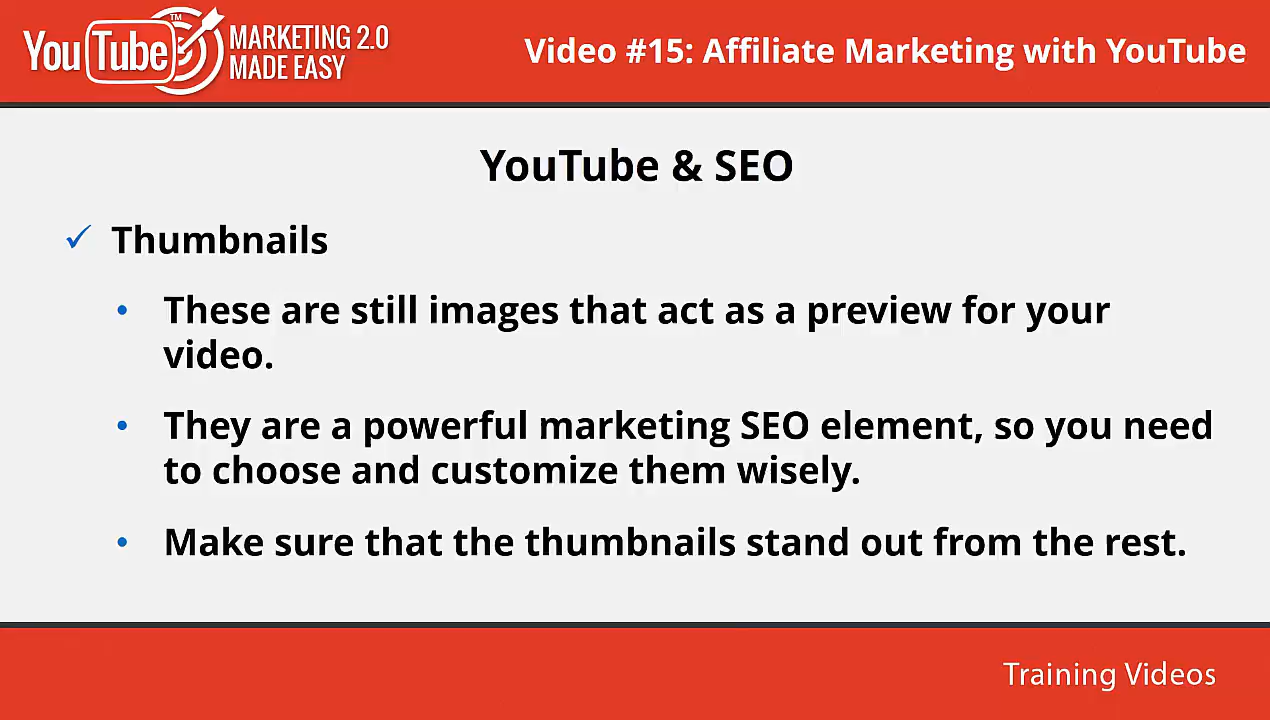 YouTube™ MARKETING 2.0
MADE EASY
Video #15: Affiliate Marketing with YouTube
YouTube & SEO
✓ Thumbnails
• These are still images that act as a preview for your
video.
• They are a powerful marketing SEO element, so you need
to choose and customize them wisely.
• Make sure that the thumbnails stand out from the rest.
Training Videos